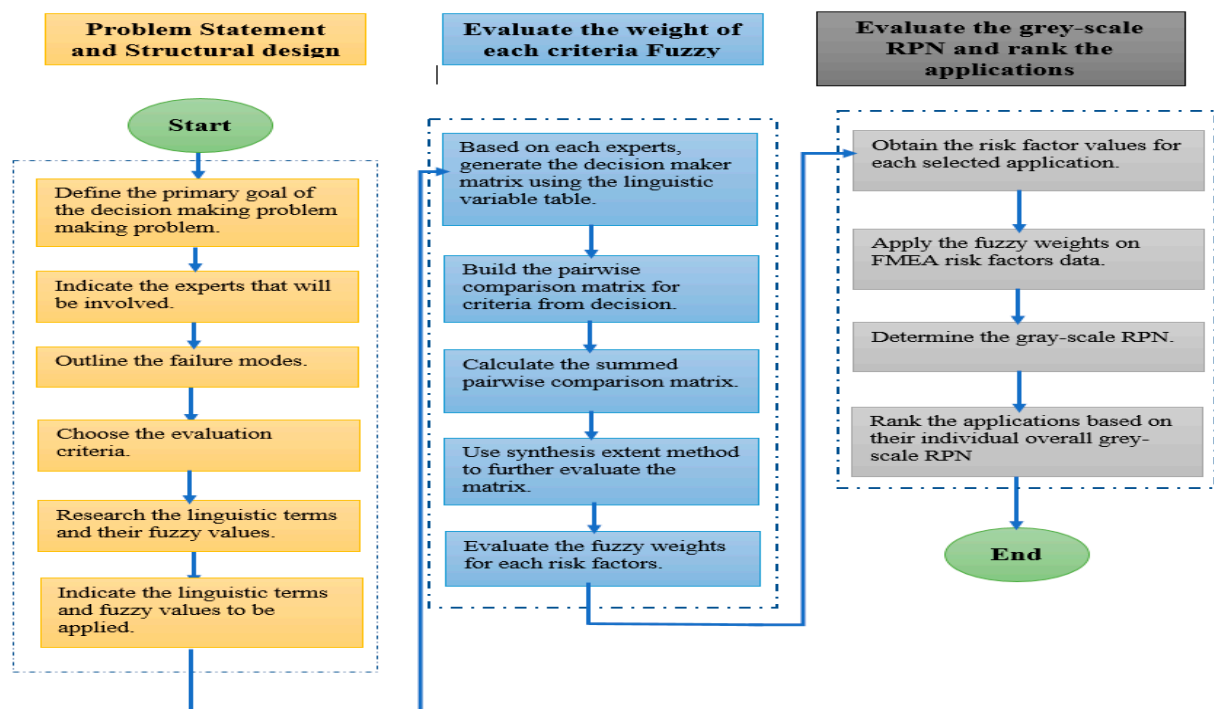 Problem Statement
and Structural design
Start
Define the primary goal of
the decision making problem
making problem.
Indicate the experts that will
be involved.
Outline the failure modes.
Choose the evaluation
criteria.
Research the linguistic terms
and their fuzzy values.
Indicate the linguistic terms
and fuzzy values to be
applied.
Evaluate the weight of
each criteria Fuzzy
Based on each experts,
generate the decision maker
matrix using the linguistic
variable table.
Build the pairwise
comparison matrix for
criteria from decision.
Calculate the summed
pairwise comparison matrix.
Use synthesis extent method
to further evaluate the
matrix.
Evaluate the fuzzy weights
for each risk factors.
Evaluate the grey-scale
RPN and rank the
applications
Obtain the risk factor values for
each selected application.
Apply the fuzzy weights on
FMEA risk factors data.
Determine the gray-scale RPN.
Rank the applications based on
their individual overall grey-
scale RPN
End